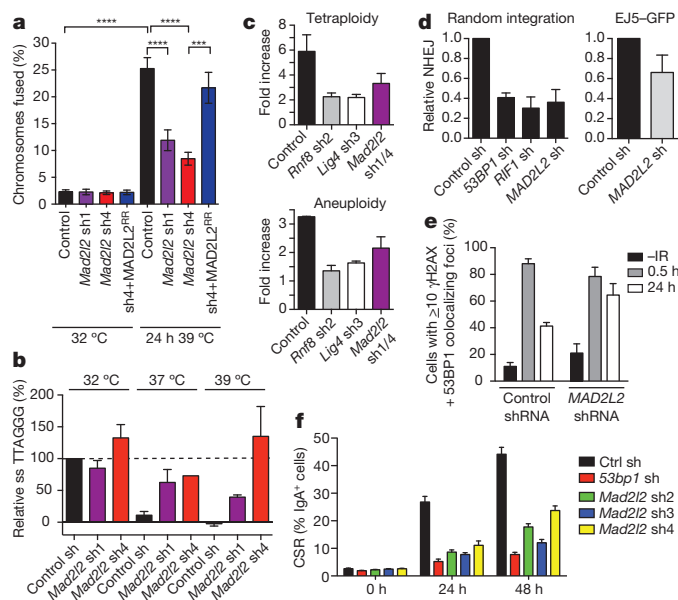 a
****
****
****
***
Chromosomes fused (%)
30
25
20
15
10
5
0
Control
Mad2l2 sh1
Mad2l2 sh4
sh4+MAD2L2RR
Control
Mad2l2 sh1
Mad2l2 sh4
sh4+MAD2L2RR
32 ºC
24 h 39 ºC
b
32 ºC
37 ºC
39 ºC
Relative ss TTAGGG (%)
200
150
100
50
0
Control sh
Mad2l2 sh1
Mad2l2 sh4
Control sh
Mad2l2 sh1
Mad2l2 sh4
Control sh
Mad2l2 sh1
Mad2l2 sh4
c
Tetraploidy
Fold increase
8
6
4
2
0
Control
Rnf8 sh2
Lig4 sh3
Mad2l2
sh1/4
Aneuploidy
Fold increase
4
3
2
1
0
Control
Rnf8 sh2
Lig4 sh3
Mad2l2
sh1/4
d
Random integration
EJ5–GFP
Relative NHEJ
1.0
0.8
0.6
0.4
0.2
0.0
Control sh
53BP1 sh
RIF1 sh
MAD2L2 sh
1.0
0.8
0.6
0.4
0.2
0.0
Control sh
MAD2L2 sh
e
Cells with ≥10 γH2AX
+ 53BP1 colocalizing foci (%)
100
80
60
40
20
0
–IR
0.5 h
24 h
Control
shRNA
MAD2L2
shRNA
f
CSR (% IgA+ cells)
50
40
30
20
10
0
0 h
24 h
48 h
Ctrl sh
53bp1 sh
Mad2l2 sh2
Mad2l2 sh3
Mad2l2 sh4